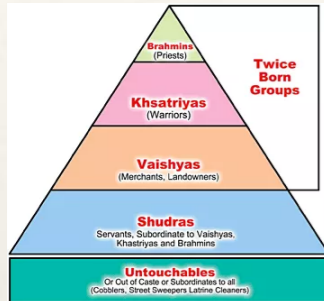 Brahmins
(Priests)
Twice
Born
Groups
Khsatriyas
(Warriors)
Vaishyas
(Merchants, Landowners)
Shudras
Servants, Subordinate to Vaishyas,
Khastriyas and Brahmins
Untouchables
Or Out of Caste or Subordinates to all
(Cobblers, Street Sweepers Latrine Cleaners)